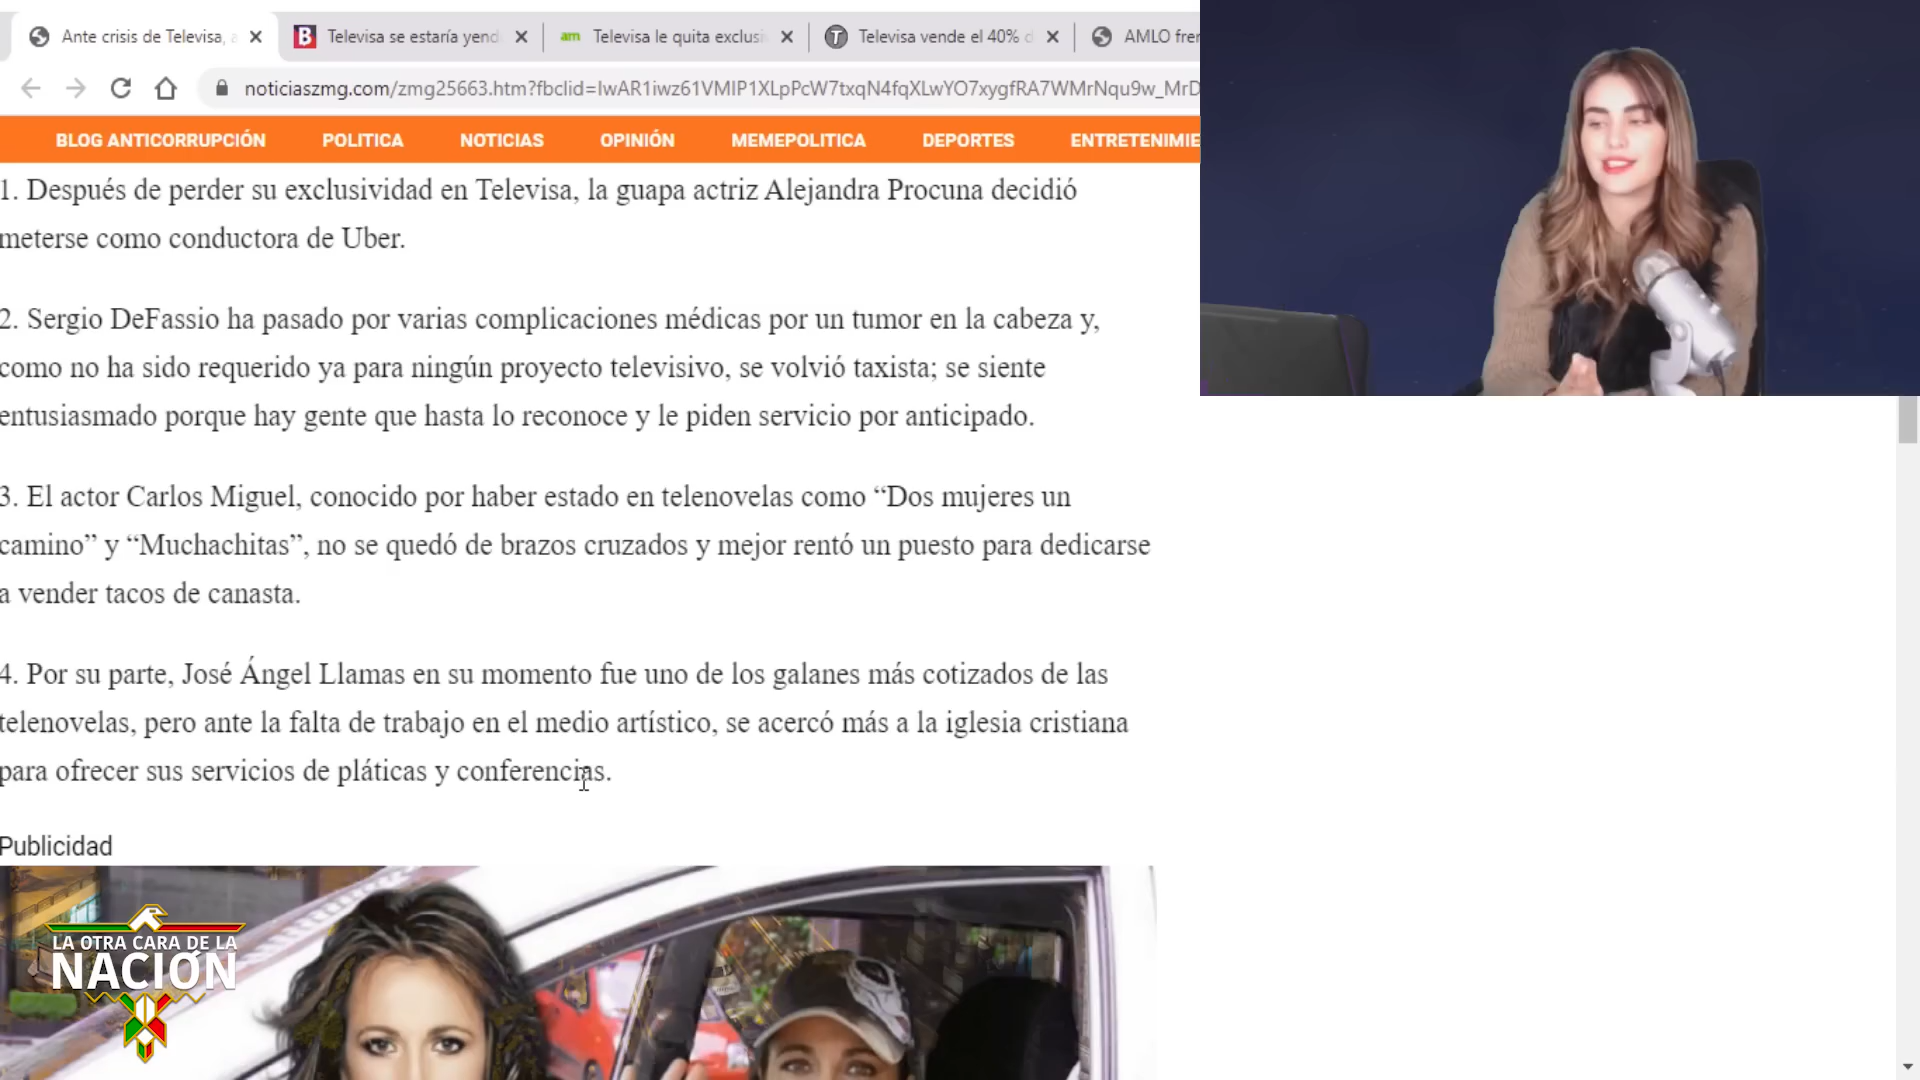 Ante crisis de Televisa,
Televisa se estaría yend
am
Televisa le quita exclusi
Televisa vende el 40%
AMLO fren
noticiaszmg.com/zmg25663.htm?fbclid=IwAR1iwz61VMIP1XLpPcW7txqN4fqXLwYO7xygfRA7WMrNqu9w_MrD
BLOG ANTICORRUPCIÓN POLITICA NOTICIAS OPINIÓN MEMEPOLITICA DEPORTES ENTRETENIMIE
1. Después de perder su exclusividad en Televisa, la guapa actriz Alejandra Procuna decidió
meterse como conductora de Uber.
2. Sergio DeFassio ha pasado por varias complicaciones médicas por un tumor en la cabeza y,
como no ha sido requerido ya para ningún proyecto televisivo, se volvió taxista; se siente
entusiasmado porque hay gente que hasta lo reconoce y le piden servicio por anticipado.
3. El actor Carlos Miguel, conocido por haber estado en telenovelas como “Dos mujeres un
camino” y “Muchachitas”, no se quedó de brazos cruzados y mejor rentó un puesto para dedicarse
a vender tacos de canasta.
4. Por su parte, José Ángel Llamas en su momento fue uno de los galanes más cotizados de las
telenovelas, pero ante la falta de trabajo en el medio artístico, se acercó más a la iglesia cristiana
para ofrecer sus servicios de pláticas y conferencias.
Publicidad
LA OTRA CARA DE LA
NACIÓN